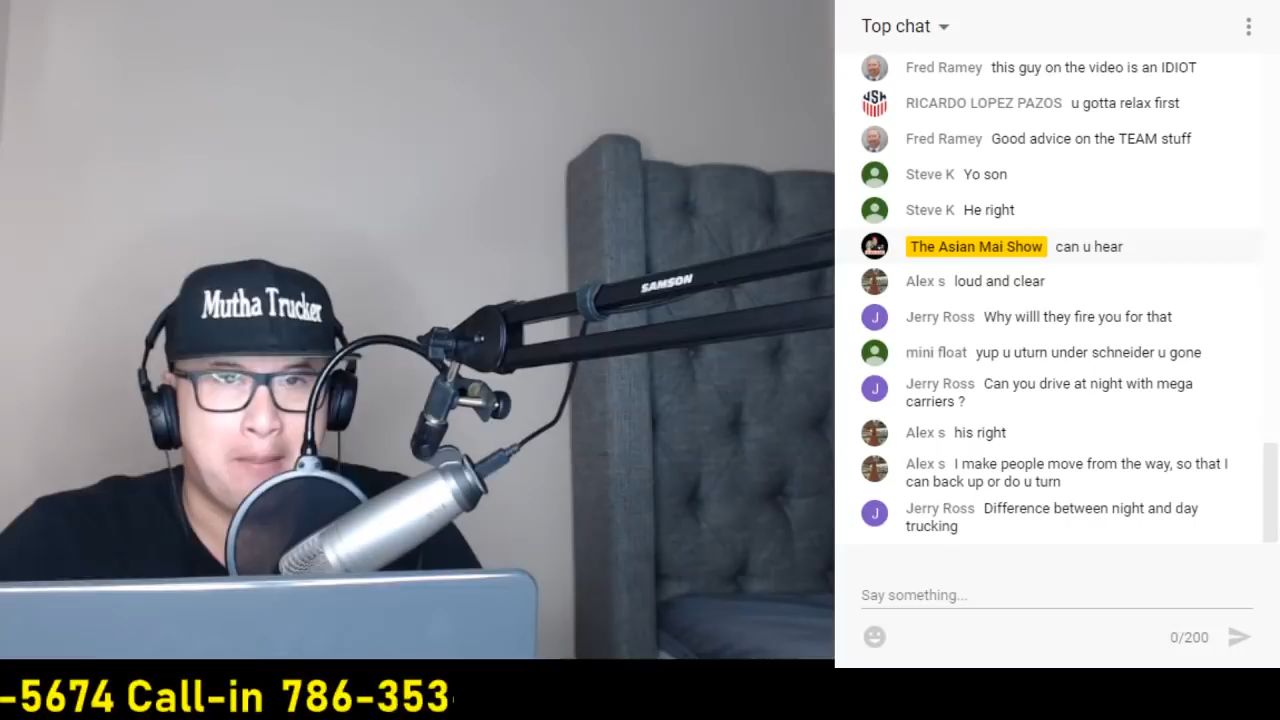 Mutha Trucker
SAMSON
-5674 Call-in 786-353
Top chat
Fred Ramey this guy on the video is an IDIOT
RICARDO LOPEZ PAZOS u gotta relax first
Fred Ramey Good advice on the TEAM stuff
Steve K Yo son
Steve K He right
The Asian Mai Show can u hear
Alex s loud and clear
J Jerry Ross Why willl they fire you for that
mini float yup u uturn under schneider u gone
J Jerry Ross Can you drive at night with mega
carriers ?
Alex s his right
Alex s I make people move from the way, so that I
can back up or do u turn
J Jerry Ross Difference between night and day
trucking
Say something...
0/200